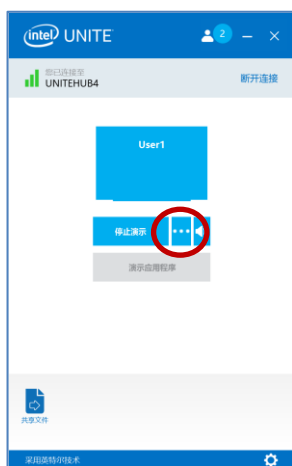 intel UNITE
2
您已连接至
UNITEHUB4
断开连接
User1
停止演示
演示应用程序
共享文件
采用英特尔技术